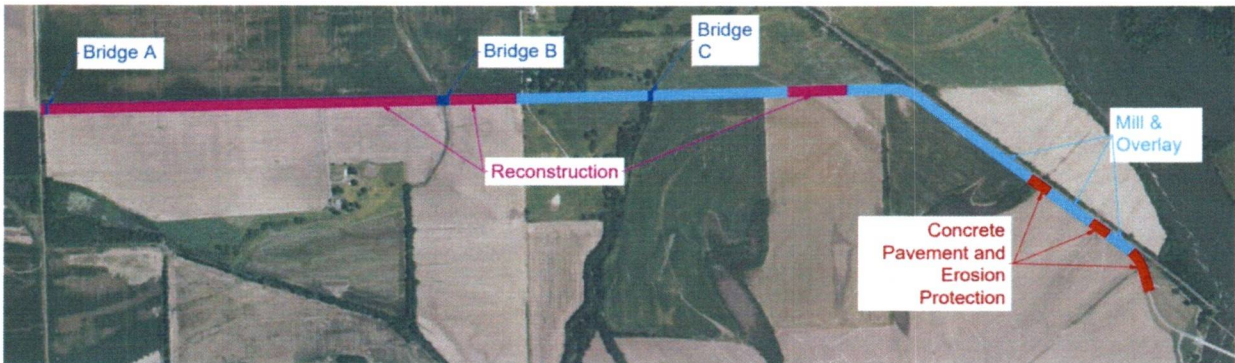 Bridge A
Bridge B
Bridge
C
Reconstruction
Mill &
Overlay
Concrete
Pavement and
Erosion
Protection